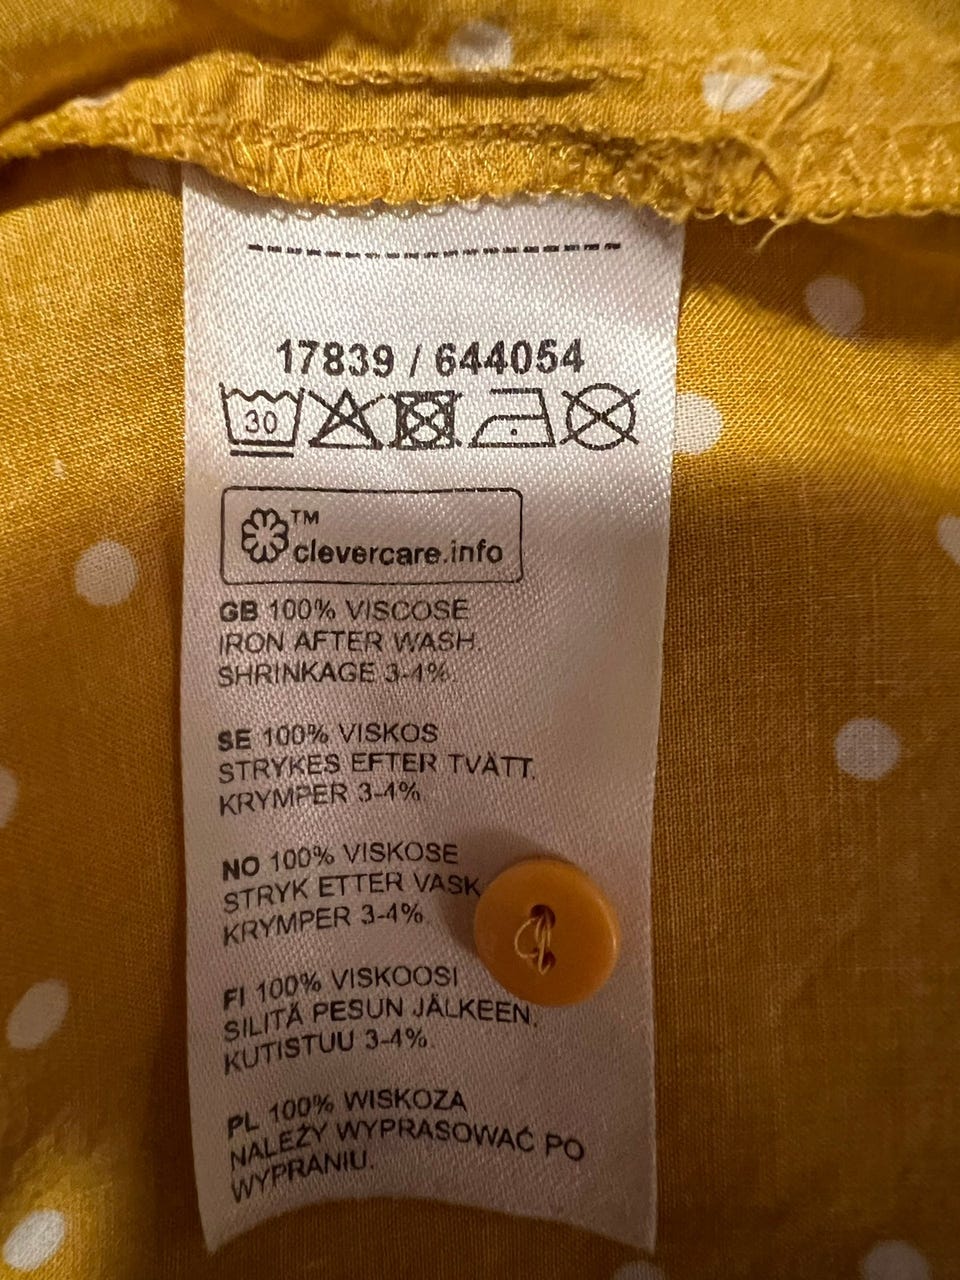 17839 / 644054
30
TM
clevercare.info
GB 100% VISCOSE
IRON AFTER WASH.
SHRINKAGE 3-4%.
SE 100% VISKOS
STRYKES EFTER TVÄTT.
KRYMPER 3-4%.
NO 100% VISKOSE
STRYK ETTER VASK
KRYMPER 3-4%.
FI 100% VISKOOSI
SILITÄ PESUN JÄLKEEN.
KUTISTUU 3-4%.
PL 100% WISKOZA
NALEŻY WYPRASOWAĆ PO
WYPRANIU.